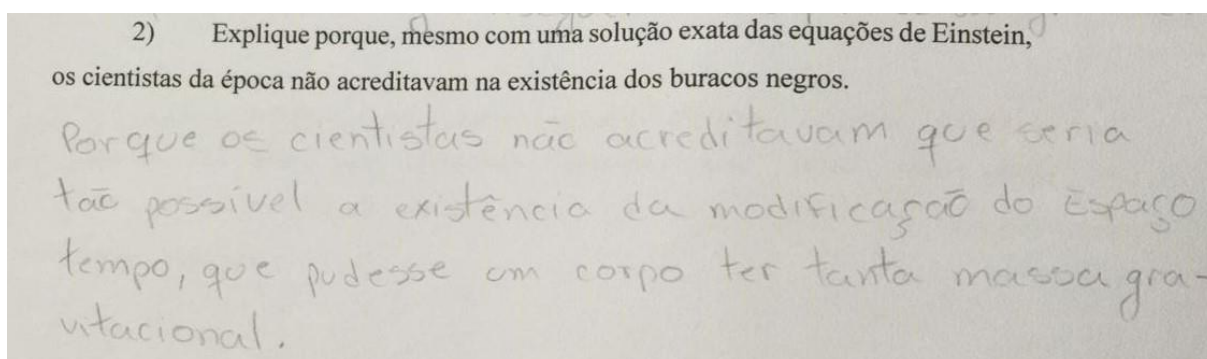 2) Explique porque, mesmo com uma solução exata das equações de Einstein,
os cientistas da época não acreditavam na existência dos buracos negros.
Porque os cientistas não acreditavam que seria
tão possível a existência da modificação do Espaço
tempo, que pudesse um corpo ter tanta massa gra-
vitacional.